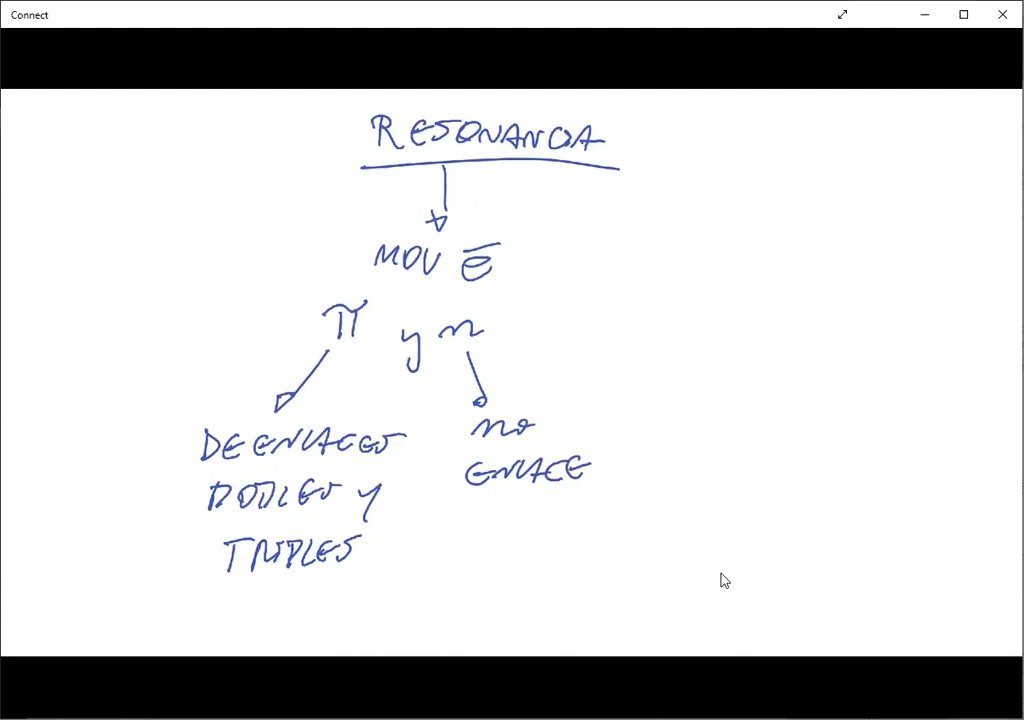 Connect
RESONANCIA
MOV ē
π y n
DE ENLACES
DOBLES Y
TRIPLES
no
ENLACE